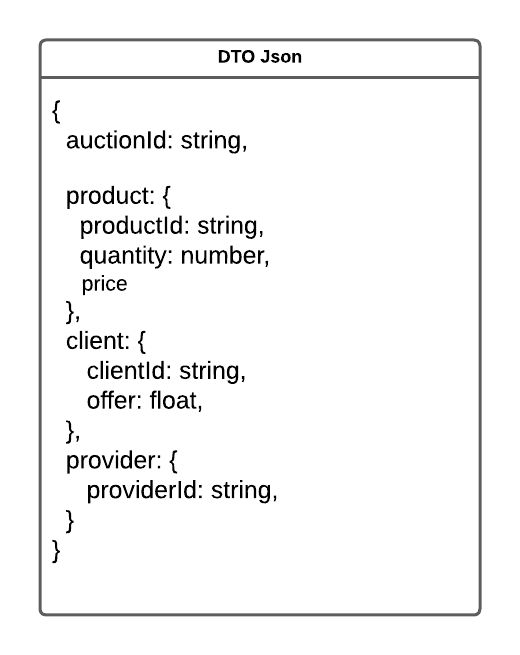 DTO Json
{
auctionId: string,
product: {
productId: string,
quantity: number,
price
},
client: {
clientId: string,
offer: float,
},
provider: {
providerId: string,
}
}